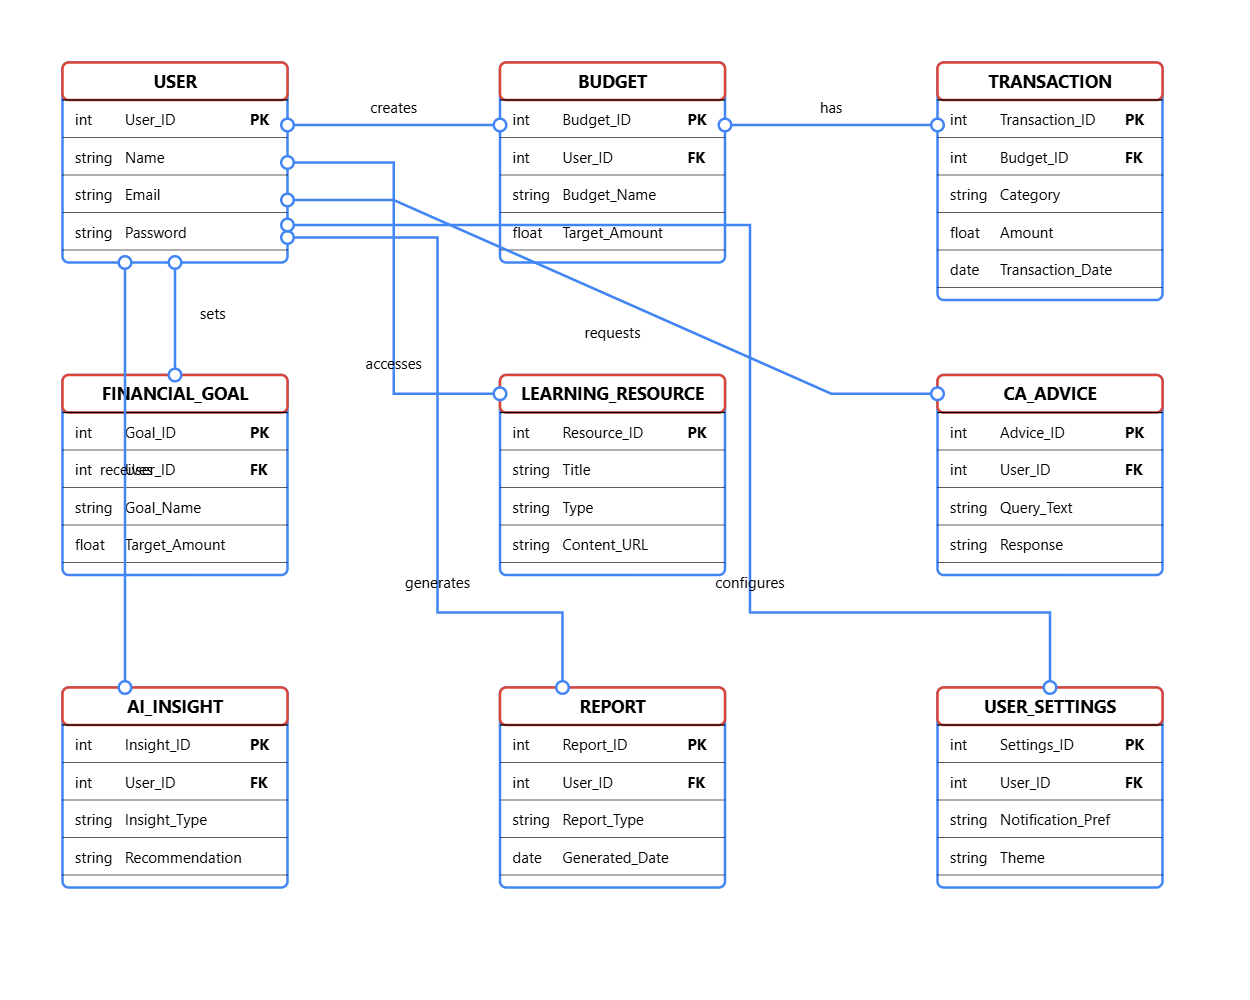 USER
int User_ID PK
string Name
string Email
string Password
creates
BUDGET
int Budget_ID PK
int User_ID FK
string Budget_Name
float Target_Amount
has
TRANSACTION
int Transaction_ID PK
int Budget_ID FK
string Category
float Amount
date Transaction_Date
sets
accesses
requests
FINANCIAL_GOAL
int Goal_ID PK
int User_ID FK
receives
string Goal_Name
float Target_Amount
LEARNING_RESOURCE
int Resource_ID PK
string Title
string Type
string Content_URL
CA_ADVICE
int Advice_ID PK
int User_ID FK
string Query_Text
string Response
generates
configures
AI_INSIGHT
int Insight_ID PK
int User_ID FK
string Insight_Type
string Recommendation
REPORT
int Report_ID PK
int User_ID FK
string Report_Type
date Generated_Date
USER_SETTINGS
int Settings_ID PK
int User_ID FK
string Notification_Pref
string Theme